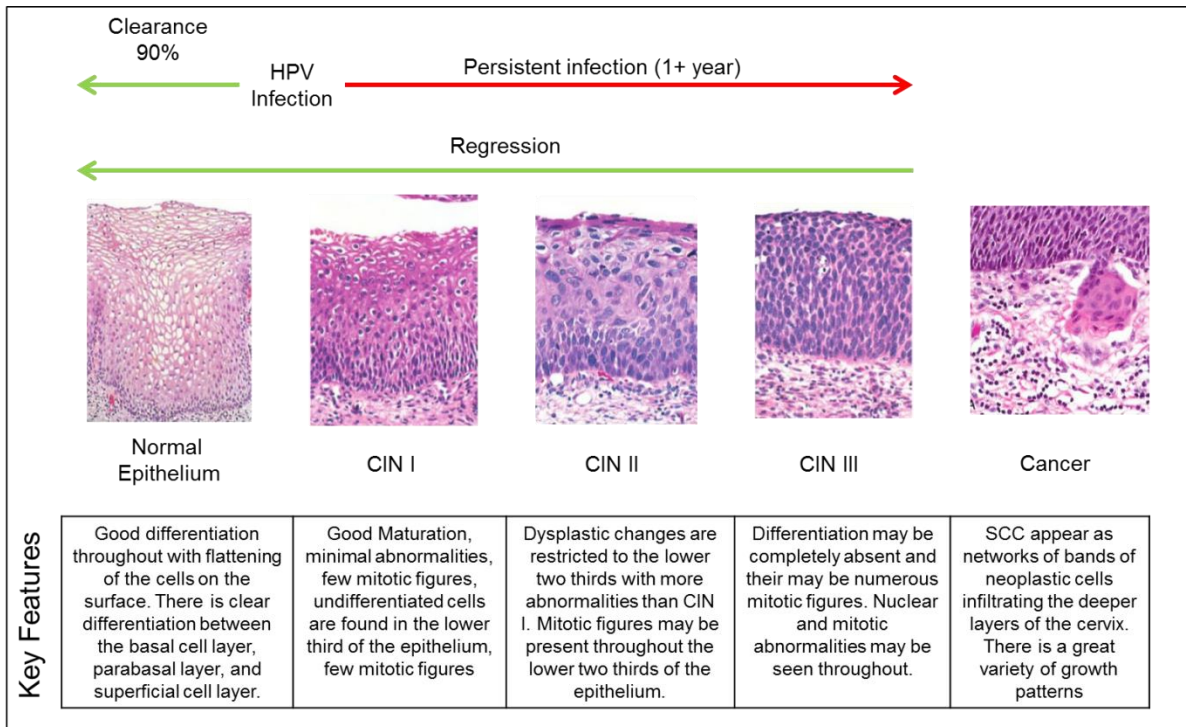 Clearance
90%
HPV
Infection
Persistent infection (1+ year)
Regression
Normal
Epithelium
CIN I
CIN II
CIN III
Cancer
Key Features
Good differentiation
throughout with flattening
of the cells on the
surface. There is clear
differentiation between
the basal cell layer,
parabasal layer, and
superficial cell layer.
Good Maturation,
minimal abnormalities,
few mitotic figures,
undifferentiated cells
are found in the lower
third of the epithelium,
few mitotic figures
Dysplastic changes are
restricted to the lower
two thirds with more
abnormalities than CIN
I. Mitotic figures may be
present throughout the
lower two thirds of the
epithelium.
Differentiation may be
completely absent and
their may be numerous
mitotic figures. Nuclear
and mitotic
abnormalities may be
seen throughout.
SCC appear as
networks of bands of
neoplastic cells
infiltrating the deeper
layers of the cervix.
There is a great
variety of growth
patterns